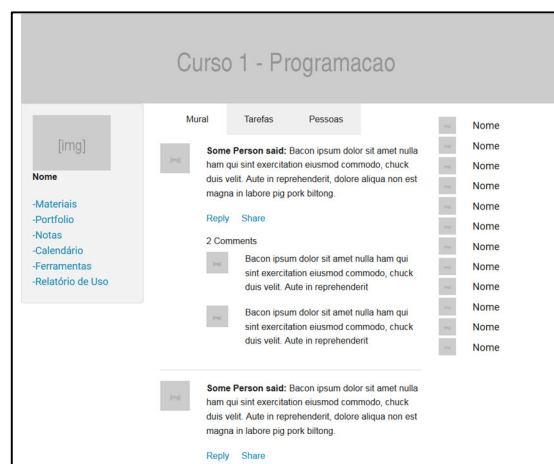 Curso 1 - Programacao
[img]
Nome
-Materiais
-Portfolio
-Notas
-Calendário
-Ferramentas
-Relatório de Uso
Mural Tarefas Pessoas
[img]
Some Person said: Bacon ipsum dolor sit amet nulla
ham qui sint exercitation eiusmod commodo, chuck
duis velit. Aute in reprehenderit, dolore aliqua non est
magna in labore pig pork biltong.
Reply Share
2 Comments
[img]
Bacon ipsum dolor sit amet nulla ham qui
sint exercitation eiusmod commodo, chuck
duis velit. Aute in reprehenderit
[img]
Bacon ipsum dolor sit amet nulla ham qui
sint exercitation eiusmod commodo, chuck
duis velit. Aute in reprehenderit
[img]
Some Person said: Bacon ipsum dolor sit amet nulla
ham qui sint exercitation eiusmod commodo, chuck
duis velit. Aute in reprehenderit, dolore aliqua non est
magna in labore pig pork biltong.
Reply Share
Nome
Nome
Nome
Nome
Nome
Nome
Nome
Nome
Nome
Nome
Nome
Nome